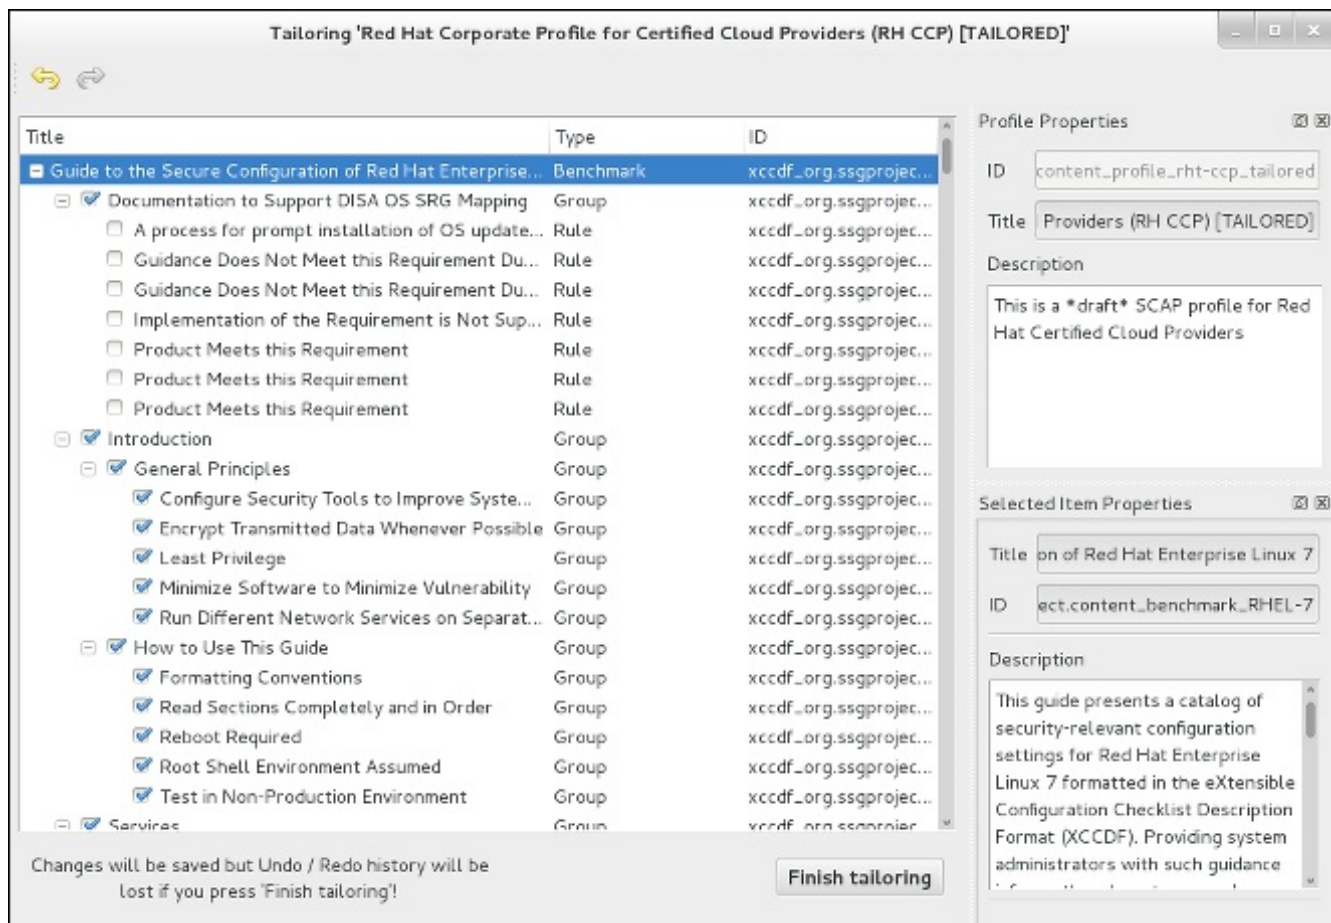 Tailoring 'Red Hat Corporate Profile for Certified Cloud Providers (RH CCP) [TAILORED]'
Title Type ID
Guide to the Secure Configuration of Red Hat Enterprise... Benchmark xccdf_org.ssgprojec...
Documentation to Support DISA OS SRG Mapping Group xccdf_org.ssgprojec...
A process for prompt installation of OS update... Rule xccdf_org.ssgprojec...
Guidance Does Not Meet this Requirement Du... Rule xccdf_org.ssgprojec...
Guidance Does Not Meet this Requirement Du... Rule xccdf_org.ssgprojec...
Implementation of the Requirement is Not Sup... Rule xccdf_org.ssgprojec...
Product Meets this Requirement Rule xccdf_org.ssgprojec...
Product Meets this Requirement Rule xccdf_org.ssgprojec...
Product Meets this Requirement Rule xccdf_org.ssgprojec...
Introduction Group xccdf_org.ssgprojec...
General Principles Group xccdf_org.ssgprojec...
Configure Security Tools to Improve Syste... Group xccdf_org.ssgprojec...
Encrypt Transmitted Data Whenever Possible Group xccdf_org.ssgprojec...
Least Privilege Group xccdf_org.ssgprojec...
Minimize Software to Minimize Vulnerability Group xccdf_org.ssgprojec...
Run Different Network Services on Separat... Group xccdf_org.ssgprojec...
How to Use This Guide Group xccdf_org.ssgprojec...
Formatting Conventions Group xccdf_org.ssgprojec...
Read Sections Completely and in Order Group xccdf_org.ssgprojec...
Reboot Required Group xccdf_org.ssgprojec...
Root Shell Environment Assumed Group xccdf_org.ssgprojec...
Test in Non-Production Environment Group xccdf_org.ssgprojec...
Services Group xccdf_org.ssgprojec...
Changes will be saved but Undo / Redo history will be
lost if you press 'Finish tailoring'!
Finish tailoring
Profile Properties
ID content_profile_rht-ccp_tailored
Title Providers (RH CCP) [TAILORED]
Description
This is a *draft* SCAP profile for Red
Hat Certified Cloud Providers
Selected Item Properties
Title on of Red Hat Enterprise Linux 7
ID ect.content_benchmark_RHEL-7
Description
This guide presents a catalog of
security-relevant configuration
settings for Red Hat Enterprise
Linux 7 formatted in the eXtensible
Configuration Checklist Description
Format (XCCDF). Providing system
administrators with such guidance